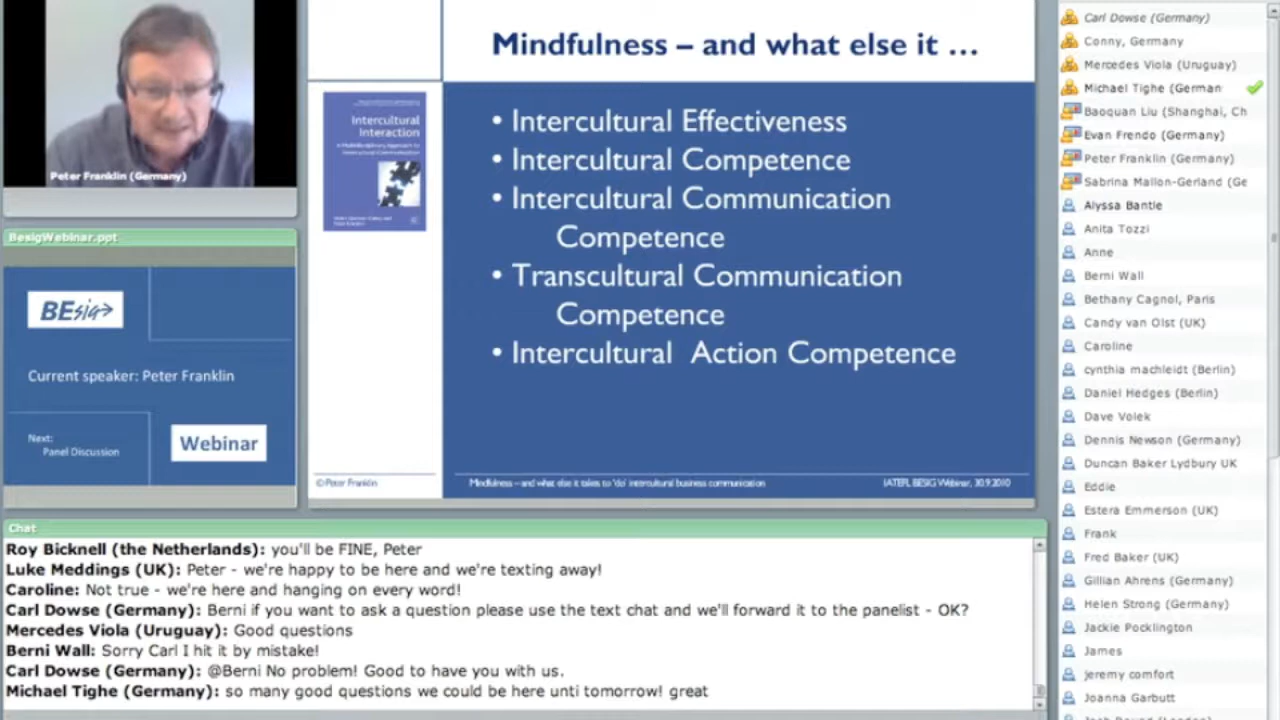 Peter Franklin (Germany)
BesigWebinar.ppt
BEsig
Current speaker: Peter Franklin
Next:
Panel Discussion
Webinar
Mindfulness – and what else it …
Intercultural
Interaction
• Intercultural Effectiveness
• Intercultural Competence
• Intercultural Communication
Competence
• Transcultural Communication
Competence
• Intercultural Action Competence
©Peter Franklin
Mindfulness – and what else it takes to 'do' intercultural business communication
IATEFL BESIG Webinar, 30.9.2010
Chat
Roy Bicknell (the Netherlands): you'll be FINE, Peter
Luke Meddings (UK): Peter - we're happy to be here and we're texting away!
Caroline: Not true - we're here and hanging on every word!
Carl Dowse (Germany): Berni if you want to ask a question please use the text chat and we'll forward it to the panelist - OK?
Mercedes Viola (Uruguay): Good questions
Berni Wall: Sorry Carl I hit it by mistake!
Carl Dowse (Germany): @Berni No problem! Good to have you with us.
Michael Tighe (Germany): so many good questions we could be here unti tomorrow! great
Carl Dowse (Germany)
Conny, Germany
Mercedes Viola (Uruguay)
Michael Tighe (German
Baoquan Liu (Shanghai, Ch
Evan Frendo (Germany)
Peter Franklin (Germany)
Sabrina Mallon-Gerland (Ge
Alyssa Bantle
Anita Tozzi
Anne
Berni Wall
Bethany Cagnol, Paris
Candy van Olst (UK)
Caroline
cynthia machleidt (Berlin)
Daniel Hedges (Berlin)
Dave Volek
Dennis Newson (Germany)
Duncan Baker Lydbury UK
Eddie
Estera Emmerson (UK)
Frank
Fred Baker (UK)
Gillian Ahrens (Germany)
Helen Strong (Germany)
Jackie Pocklington
James
jeremy comfort
Joanna Garbutt